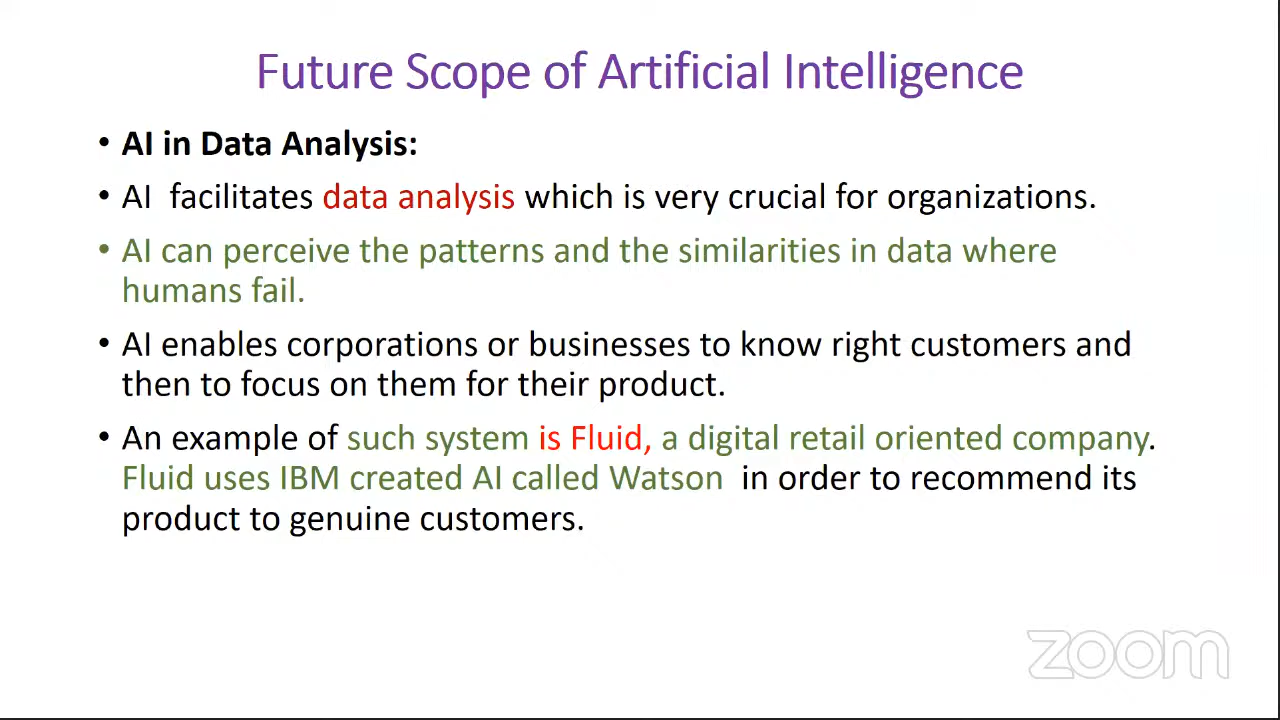 Future Scope of Artificial Intelligence
• AI in Data Analysis:
• AI  facilitates data analysis which is very crucial for organizations.
• AI can perceive the patterns and the similarities in data where
humans fail.
• AI enables corporations or businesses to know right customers and
then to focus on them for their product.
• An example of such system is Fluid, a digital retail oriented company.
Fluid uses IBM created AI called Watson  in order to recommend its
product to genuine customers.
zoom